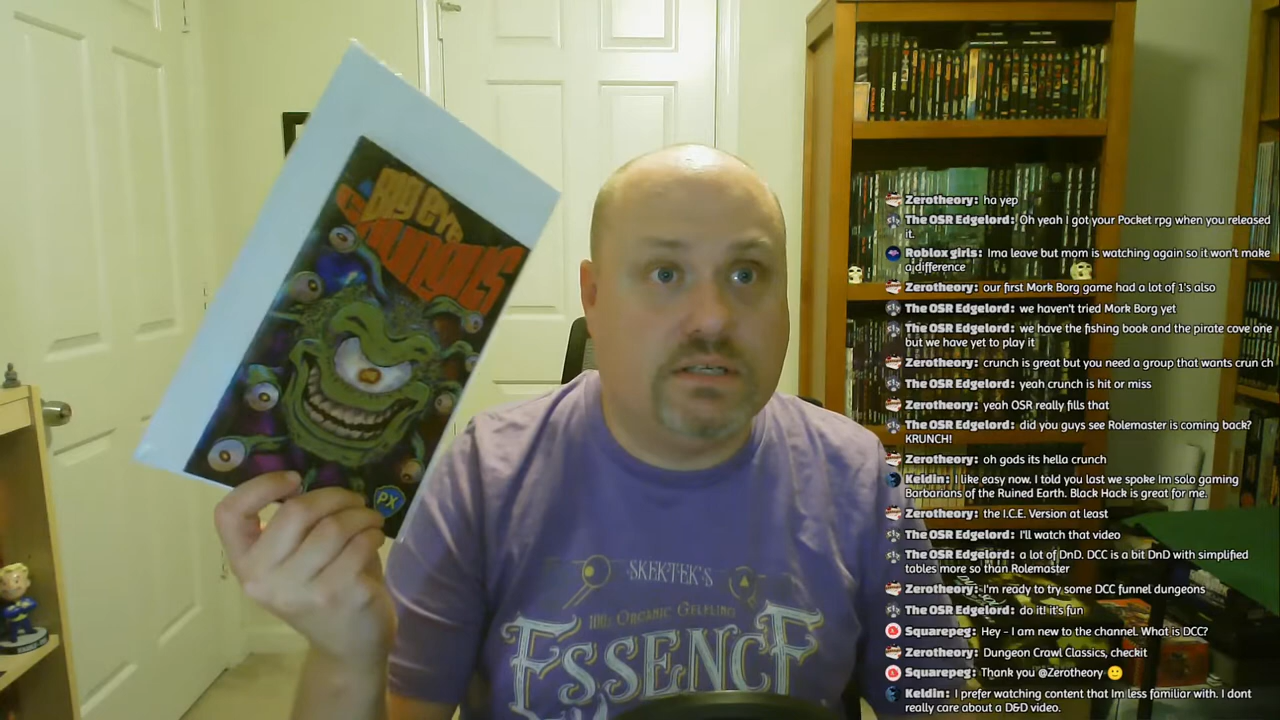 BIG EYE
PX
SKEKTEK'S
100% ORGANIC GELFLING
ESSENCE
Zerotheory: ha yep
The OSR Edgelord: Oh yeah I got your Pocket rpg when you released
it.
Roblox girls: Ima leave but mom is watching again so it won't make
a difference
Zerotheory: our first Mork Borg game had a lot of 1's also
The OSR Edgelord: we haven't tried Mork Borg yet
The OSR Edgelord: we have the fishing book and the pirate cove one
but we have yet to play it
Zerotheory: crunch is great but you need a group that wants crun ch
The OSR Edgelord: yeah crunch is hit or miss
Zerotheory: yeah OSR really fills that
The OSR Edgelord: did you guys see Rolemaster is coming back?
KRUNCH!
Zerotheory: oh gods its hello crunch
Keldin: I like easy now. I told you last we spoke Im solo gaming
Barbarians of the Ruined Earth. Black Hack is great for me.
Zerotheory: the I.C.E. Version at least
The OSR Edgelord: I'll watch that video
The OSR Edgelord: a lot of DnD. DCC is a bit DnD with simplified
tables more so than Rolemaster
Zerotheory: I'm ready to try some DCC funnel dungeons
The OSR Edgelord: do it! it's fun
Squarepeg: Hey - I am new to the channel. What is DCC?
Zerotheory: Dungeon Crawl Classics, checkit
Squarepeg: Thank you @Zerotheory 🙂
Keldin: I prefer watching content that Im less familiar with. I dont
really care about a D&D video.